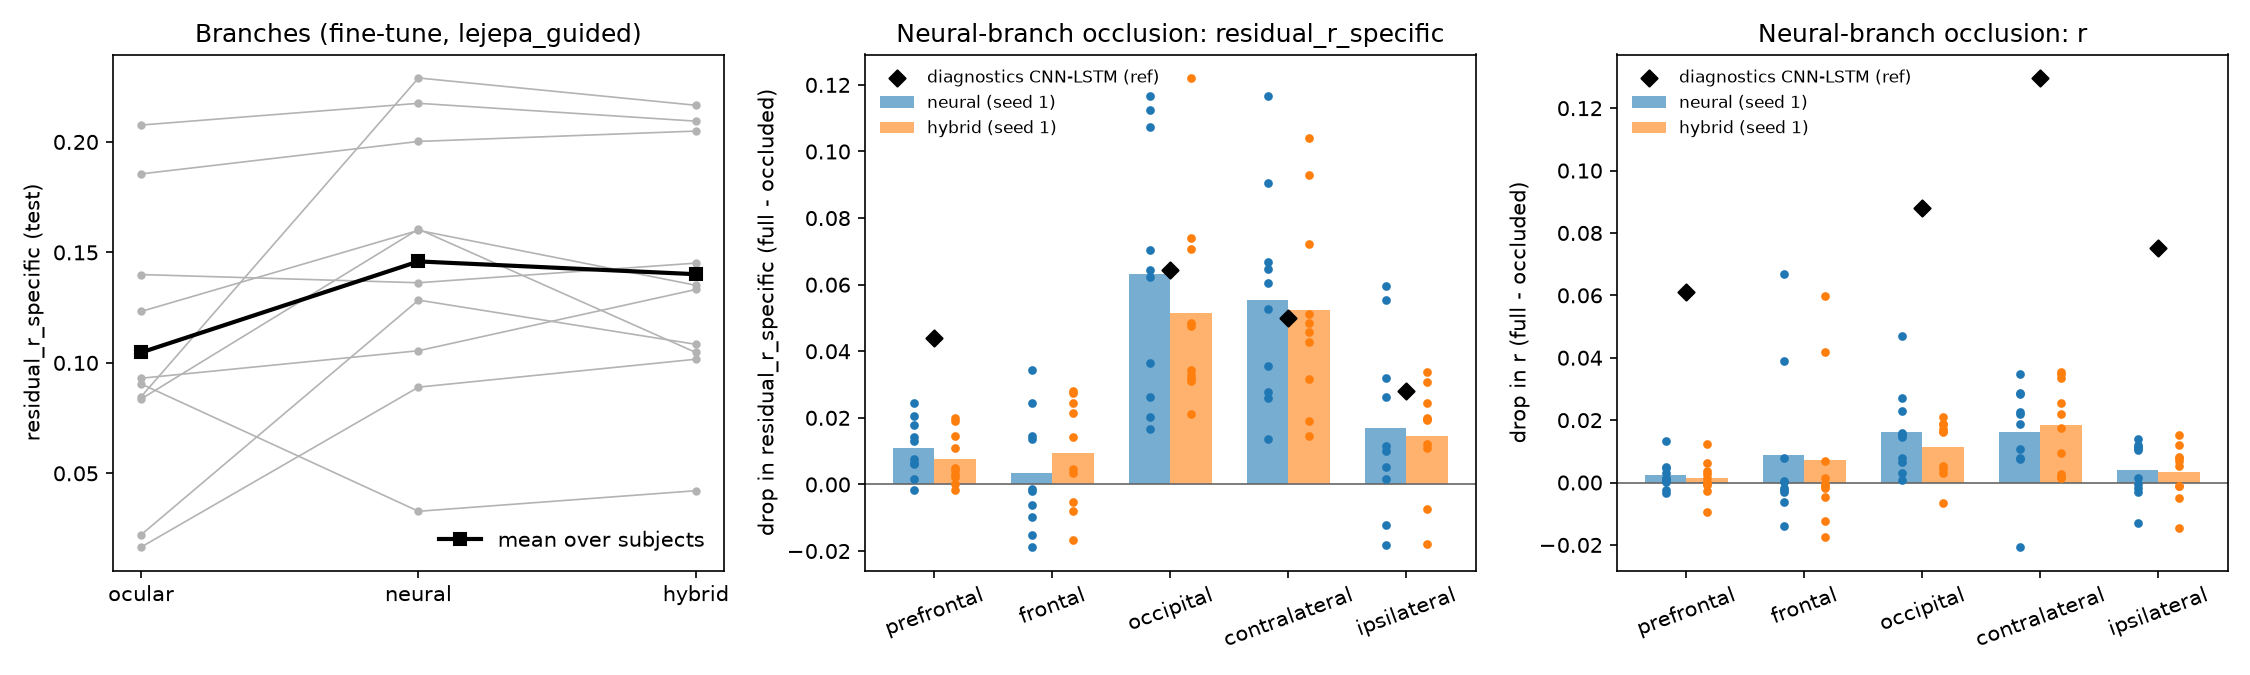 Branches (fine-tune, lejepa_guided)
residual_r_specific (test)
0.20
0.15
0.10
0.05
mean over subjects
ocular
neural
hybrid
Neural-branch occlusion: residual_r_specific
drop in residual_r_specific (full - occluded)
0.12
0.10
0.08
0.06
0.04
0.02
0.00
−0.02
diagnostics CNN-LSTM (ref)
neural (seed 1)
hybrid (seed 1)
prefrontal
frontal
occipital
contralateral
ipsilateral
Neural-branch occlusion: r
drop in r (full - occluded)
0.12
0.10
0.08
0.06
0.04
0.02
0.00
−0.02
diagnostics CNN-LSTM (ref)
neural (seed 1)
hybrid (seed 1)
prefrontal
frontal
occipital
contralateral
ipsilateral